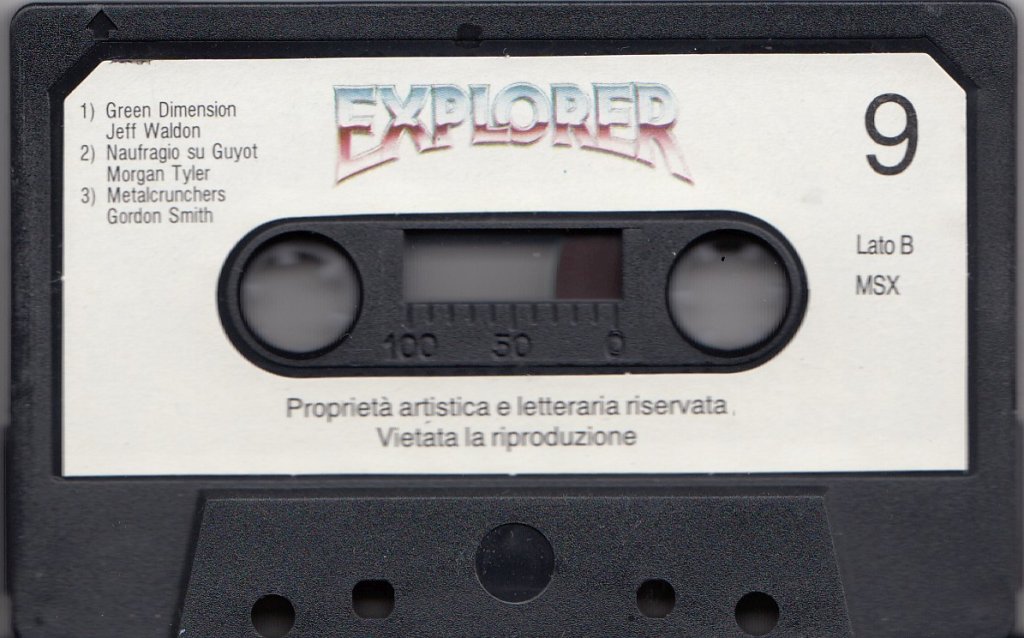 EXPLORER
1) Green Dimension
Jeff Waldon
2) Naufragio su Guyot
Morgan Tyler
3) Metalcrunchers
Gordon Smith
9
Lato B
MSX
100 50 0
Proprietà artistica e letteraria riservata.
Vietata la riproduzione